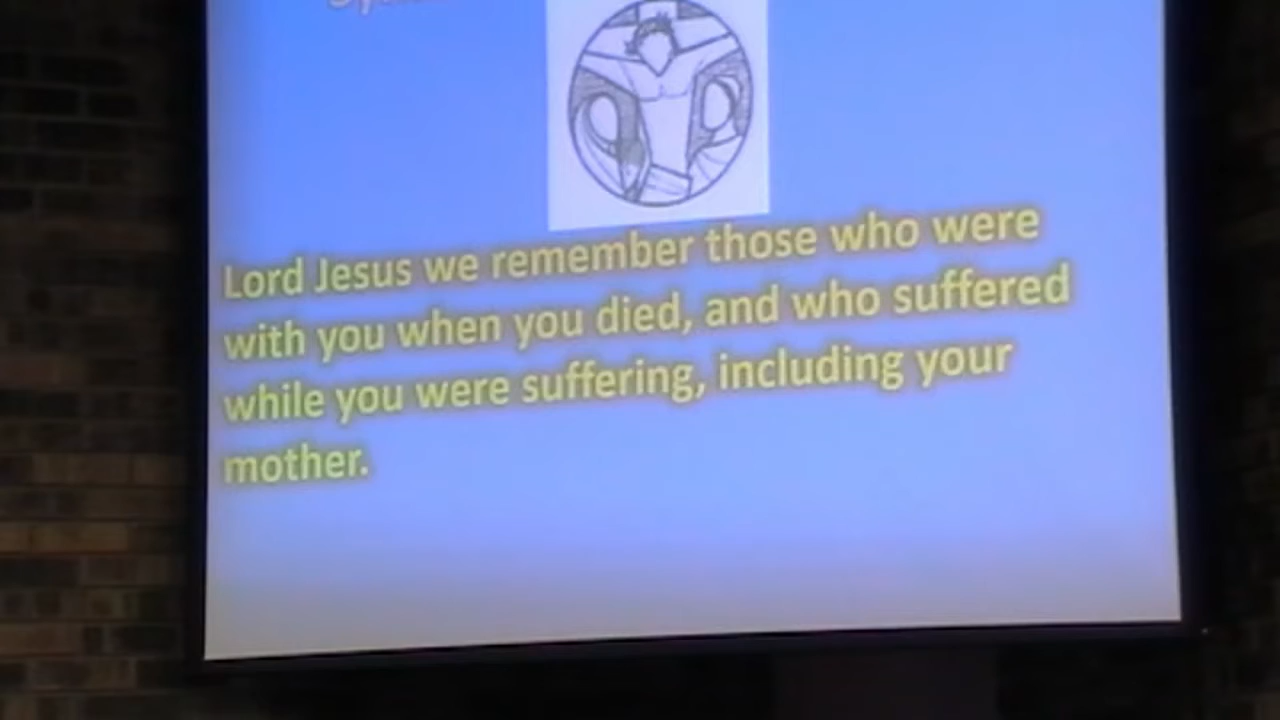 Lord Jesus we remember those who were
with you when you died, and who suffered
while you were suffering, including your
mother.